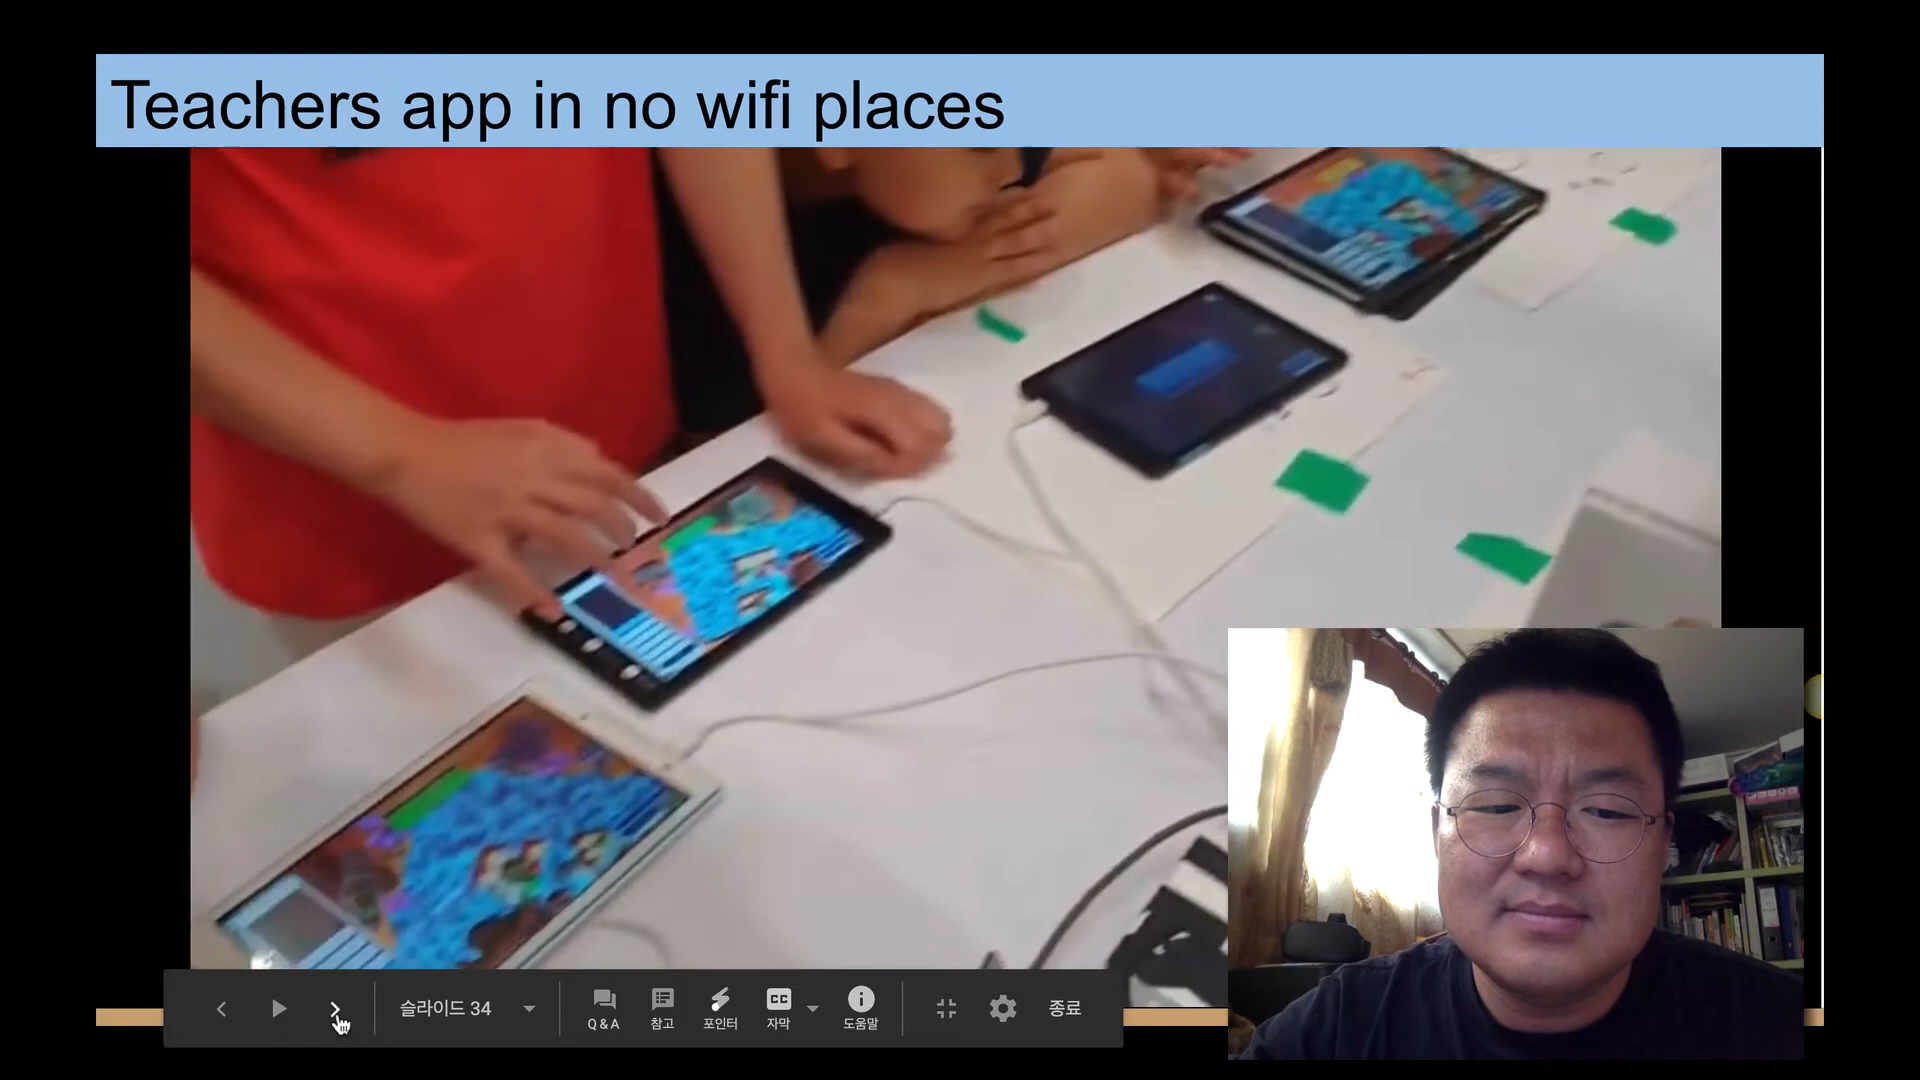 Teachers app in no wifi places
슬라이드 34
Q & A
참고
포인터
CC
자막
도움말
종료